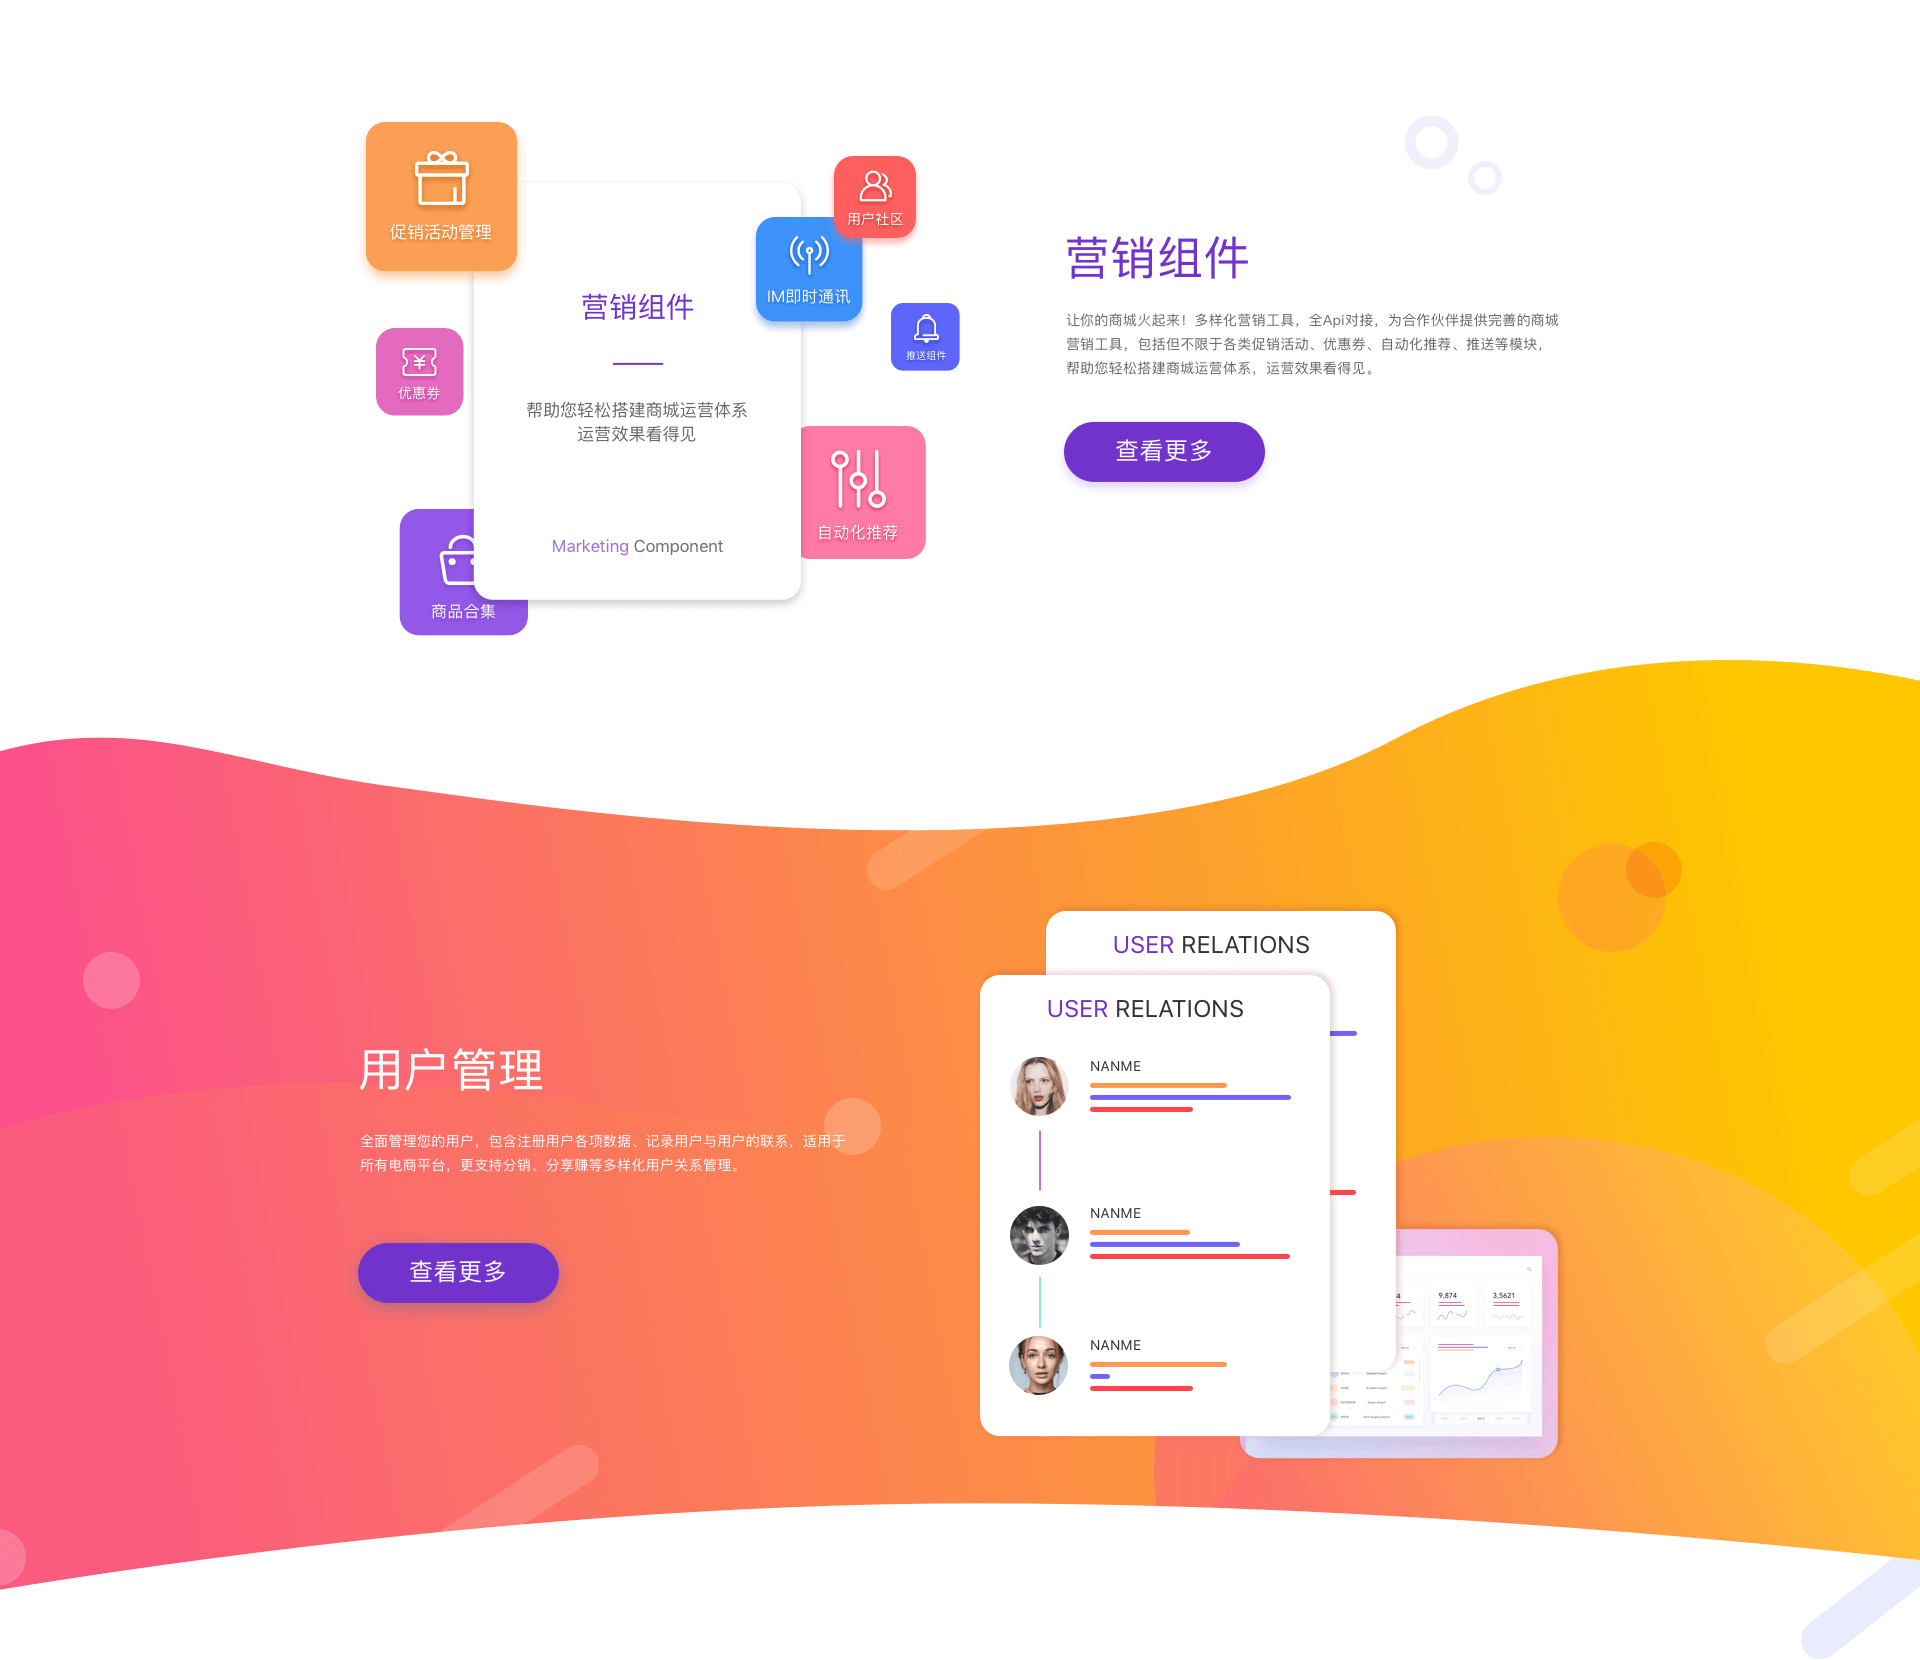 促销活动管理
用户社区
IM即时通讯
推送组件
优惠券
自动化推荐
商品合集
营销组件
帮助您轻松搭建商城运营体系
运营效果看得见
Marketing Component
营销组件
让你的商城火起来！多样化营销工具，全Api对接，为合作伙伴提供完善的商城
营销工具，包括但不限于各类促销活动、优惠券、自动化推荐、推送等模块，
帮助您轻松搭建商城运营体系，运营效果看得见。
查看更多
用户管理
全面管理您的用户，包含注册用户各项数据、记录用户与用户的联系，适用于
所有电商平台，更支持分销、分享赚等多样化用户关系管理。
查看更多
USER RELATIONS
USER RELATIONS
NANME
NANME
NANME
9,874
3,5621